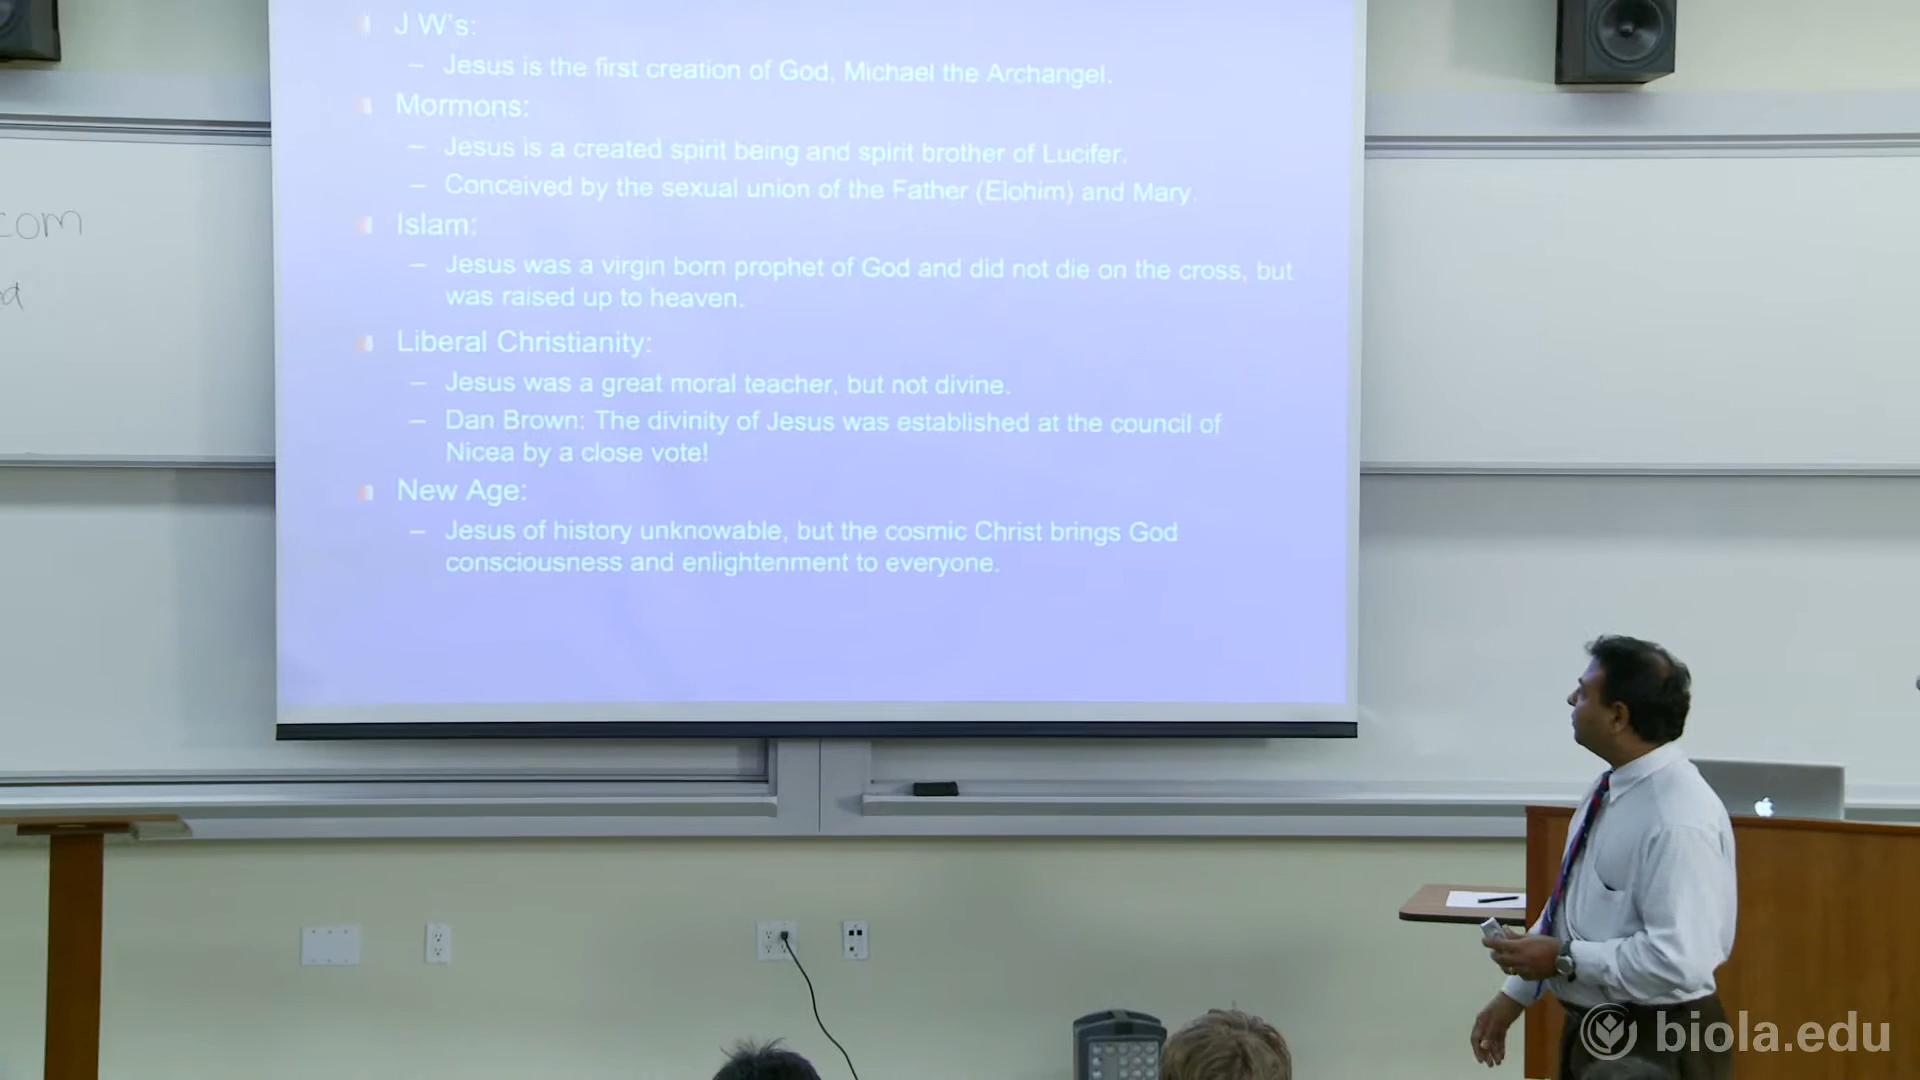 J W's:
– Jesus is the first creation of God, Michael the Archangel.
Mormons:
– Jesus is a created spirit being and spirit brother of Lucifer.
– Conceived by the sexual union of the Father (Elohim) and Mary.
Islam:
– Jesus was a virgin born prophet of God and did not die on the cross, but
was raised up to heaven.
Liberal Christianity:
– Jesus was a great moral teacher, but not divine.
– Dan Brown: The divinity of Jesus was established at the council of
Nicea by a close vote!
New Age:
– Jesus of history unknowable, but the cosmic Christ brings God
consciousness and enlightenment to everyone.
com
biola.edu